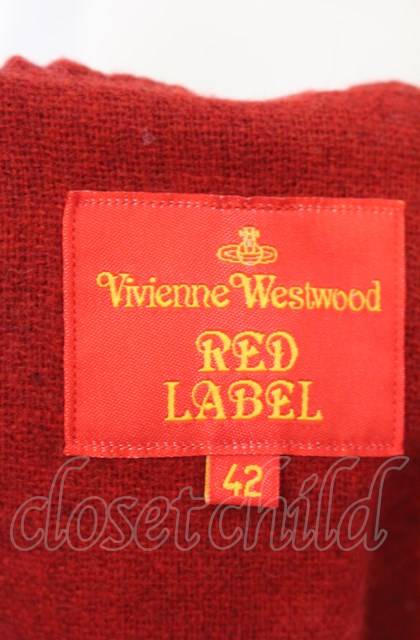 Vivienne Westwood
RED
LABEL
42
closet child